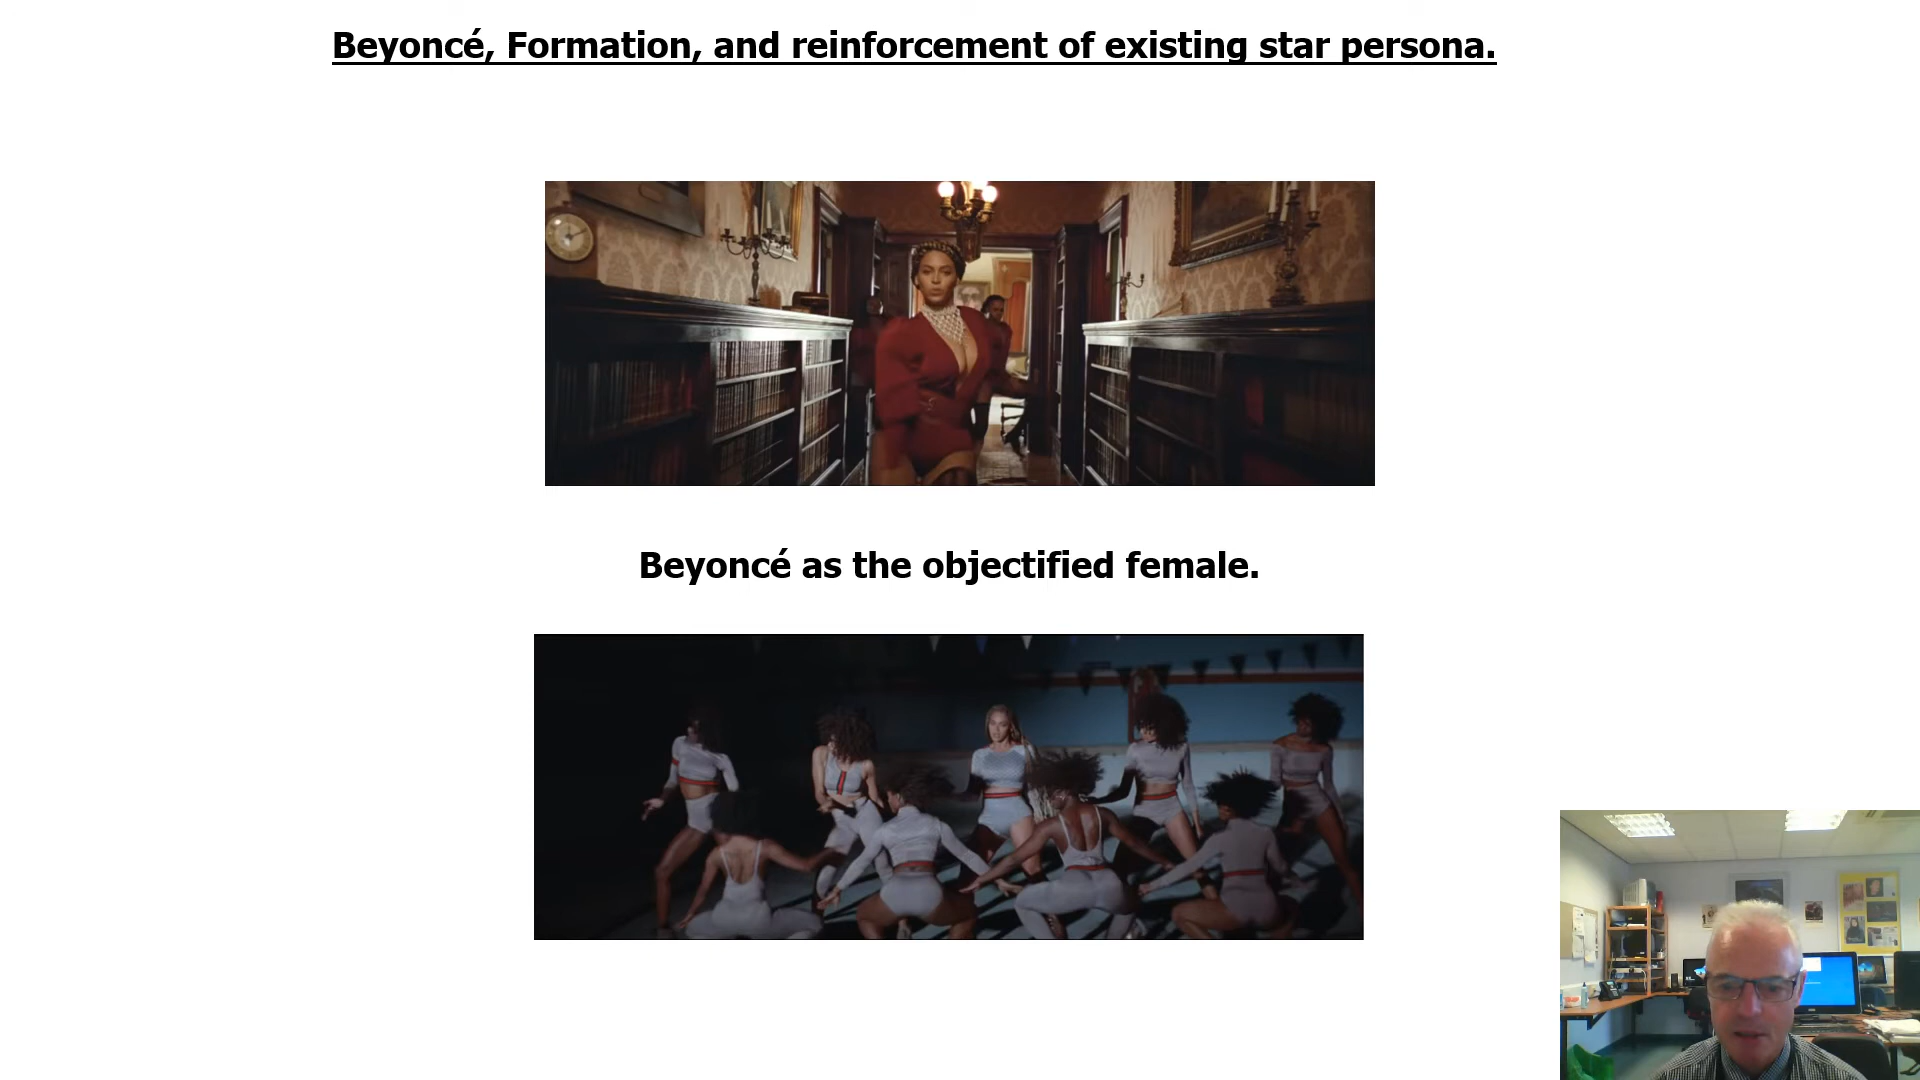 Beyoncé, Formation, and reinforcement of existing star persona.
Beyoncé as the objectified female.